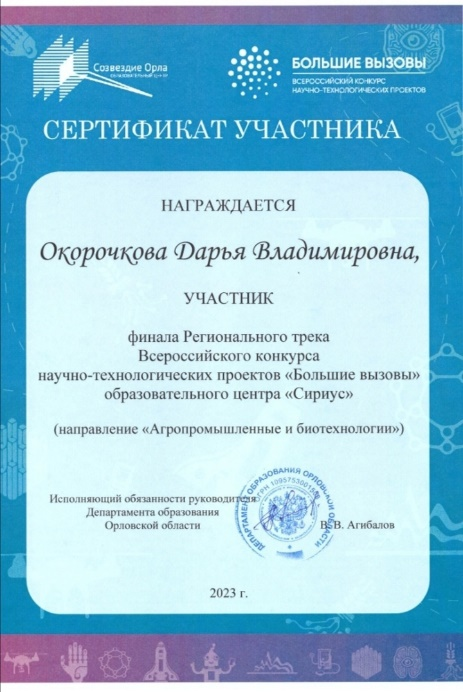 Созвездие Орла
ОБРАЗОВАТЕЛЬНЫЙ ЦЕНТР
БОЛЬШИЕ ВЫЗОВЫ
ВСЕРОССИЙСКИЙ КОНКУРС
НАУЧНО-ТЕХНОЛОГИЧЕСКИХ ПРОЕКТОВ
СЕРТИФИКАТ УЧАСТНИКА
НАГРАЖДАЕТСЯ
Окорочкова Дарья Владимировна,
УЧАСТНИК
финала Регионального трека
Всероссийского конкурса
научно-технологических проектов «Большие вызовы»
образовательного центра «Сириус»
(направление «Агропромышленные и биотехнологии»)
Исполняющий обязанности руководителя
Департамента образования
Орловской области
В. В. Агибалов
ДЕПАРТАМЕНТ ОБРАЗОВАНИЯ ОРЛОВСКОЙ ОБЛАСТИ
2023 г.